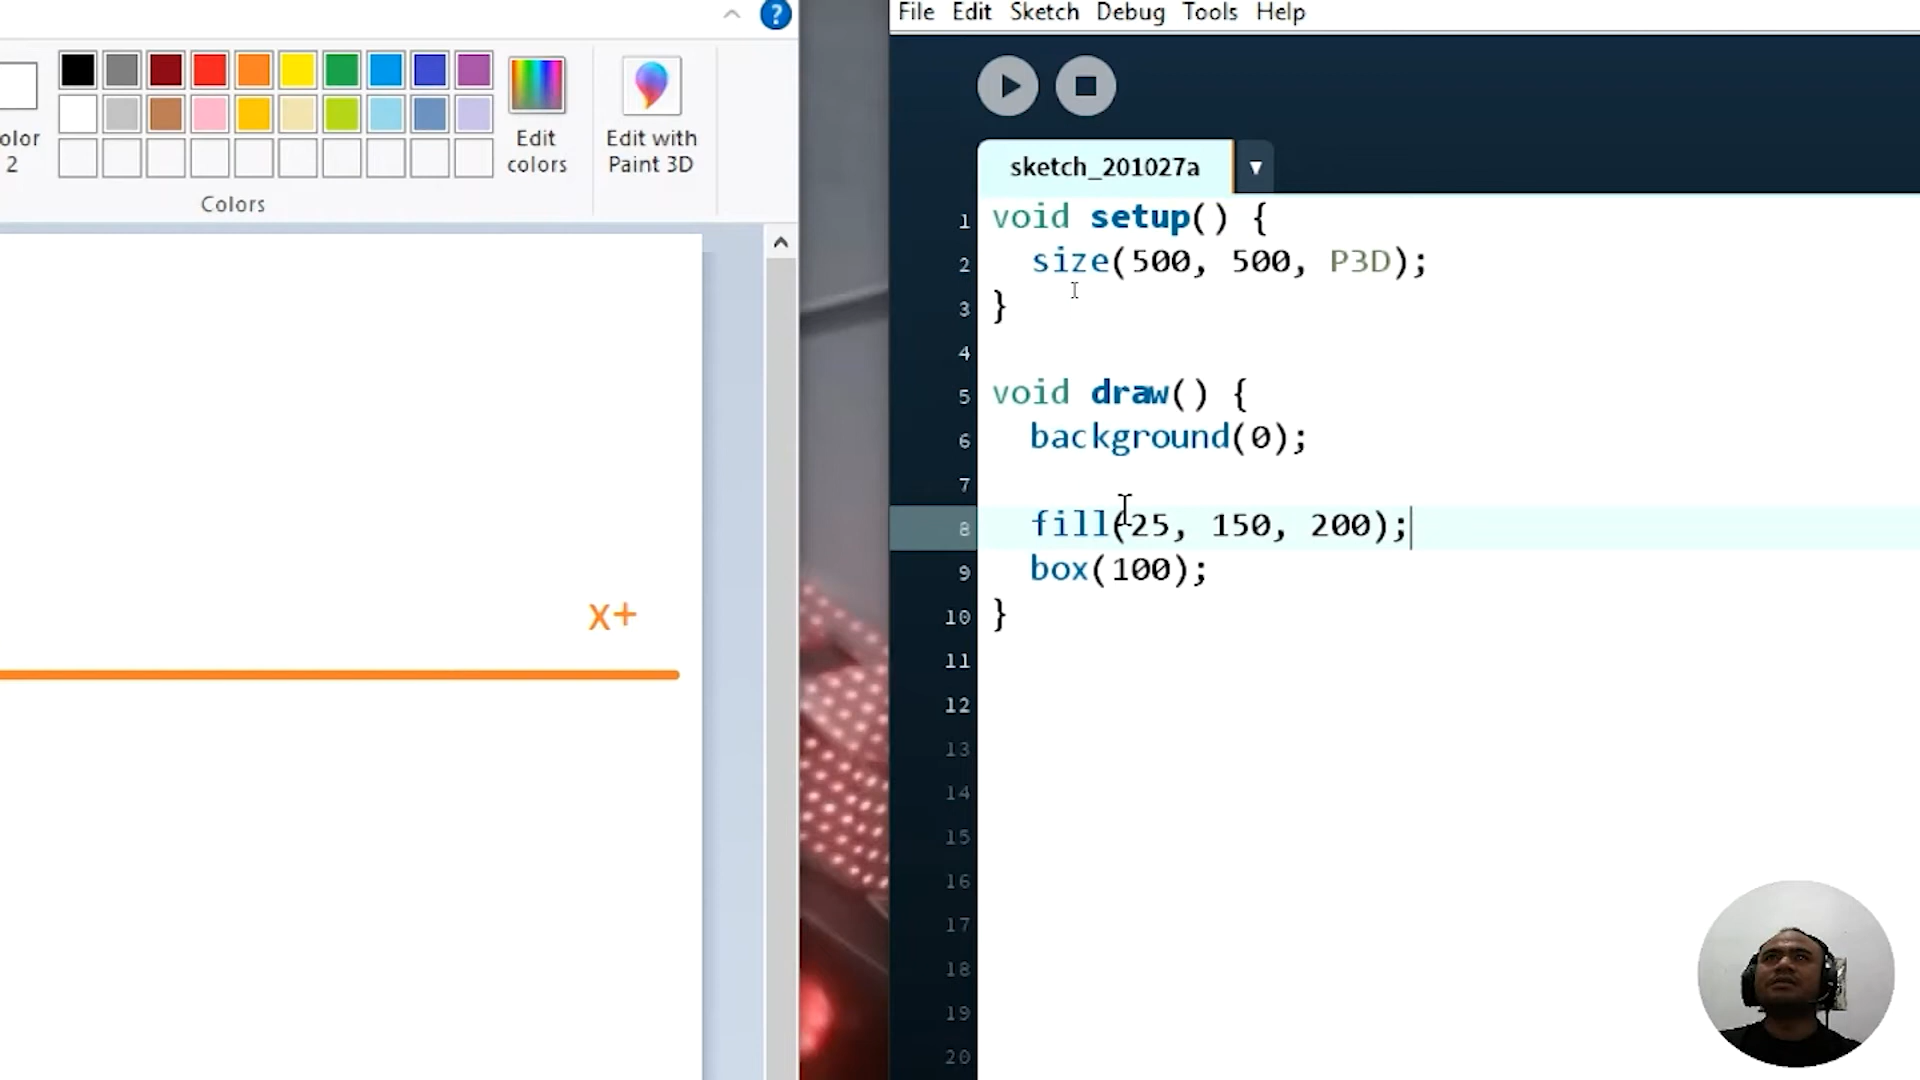 olor
2
Edit
colors
Edit with
Paint 3D
Colors
x+
File Edit Sketch Debug Tools Help
sketch_201027a
1 void setup() {
2 size(500, 500, P3D);
3 }
4
5 void draw() {
6 background(0);
7
8 fill(25, 150, 200);
9 box(100);
10 }
11
12
13
14
15
16
17
18
19
20